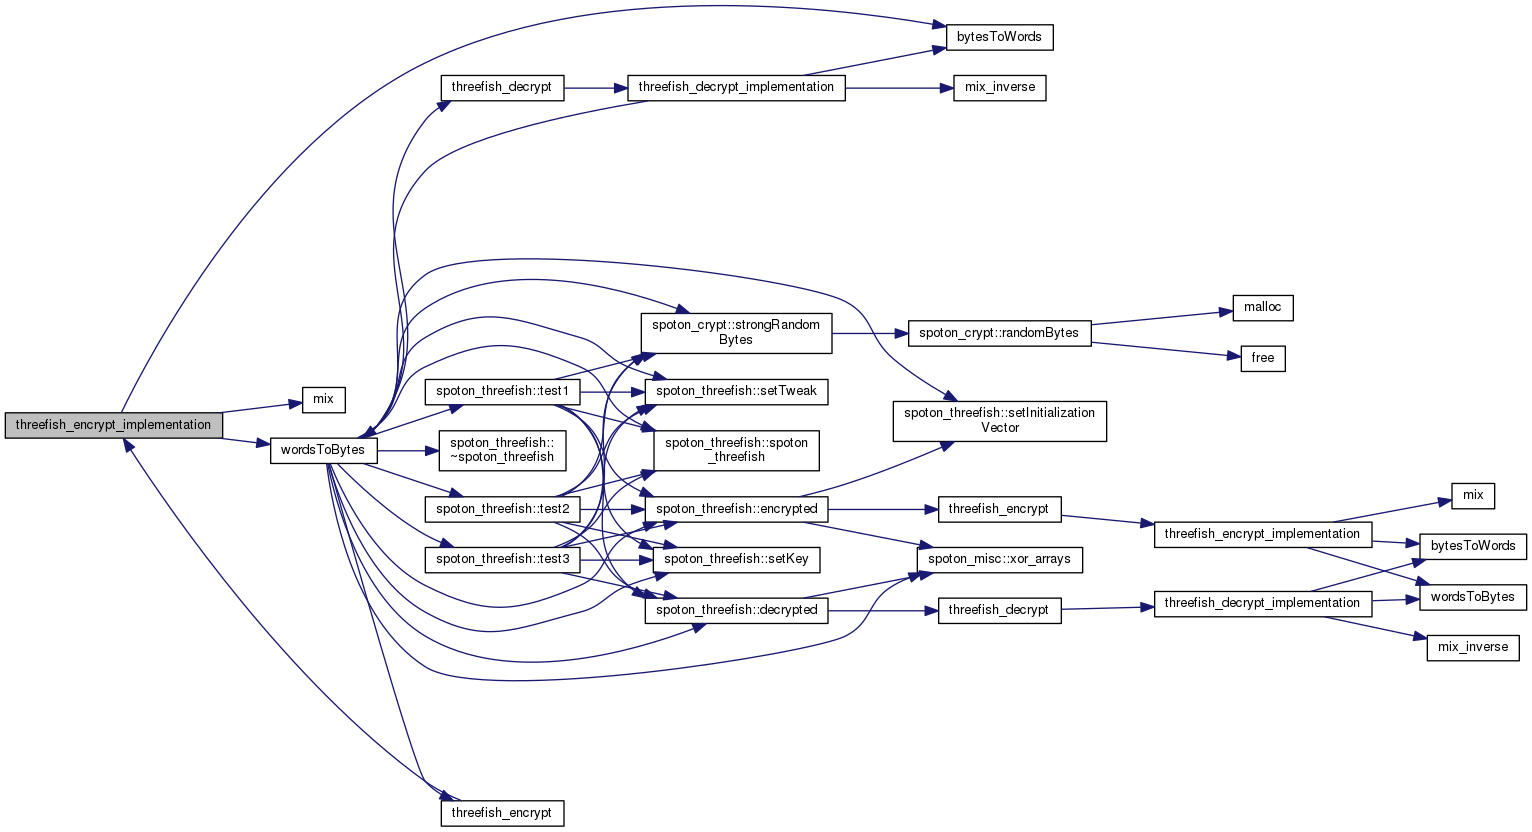 bytesToWords
threefish_decrypt
threefish_decrypt_implementation
mix_inverse
malloc
spoton_crypt::strongRandom
Bytes
spoton_crypt::randomBytes
free
mix
spoton_threefish::test1
spoton_threefish::setTweak
spoton_threefish::setInitialization
Vector
threefish_encrypt_implementation
wordsToBytes
spoton_threefish::
~spoton_threefish
spoton_threefish::spoton
_threefish
spoton_threefish::test2
spoton_threefish::encrypted
threefish_encrypt
mix
threefish_encrypt_implementation
bytesToWords
spoton_threefish::test3
spoton_threefish::setKey
spoton_misc::xor_arrays
spoton_threefish::decrypted
threefish_decrypt
threefish_decrypt_implementation
wordsToBytes
mix_inverse
threefish_encrypt